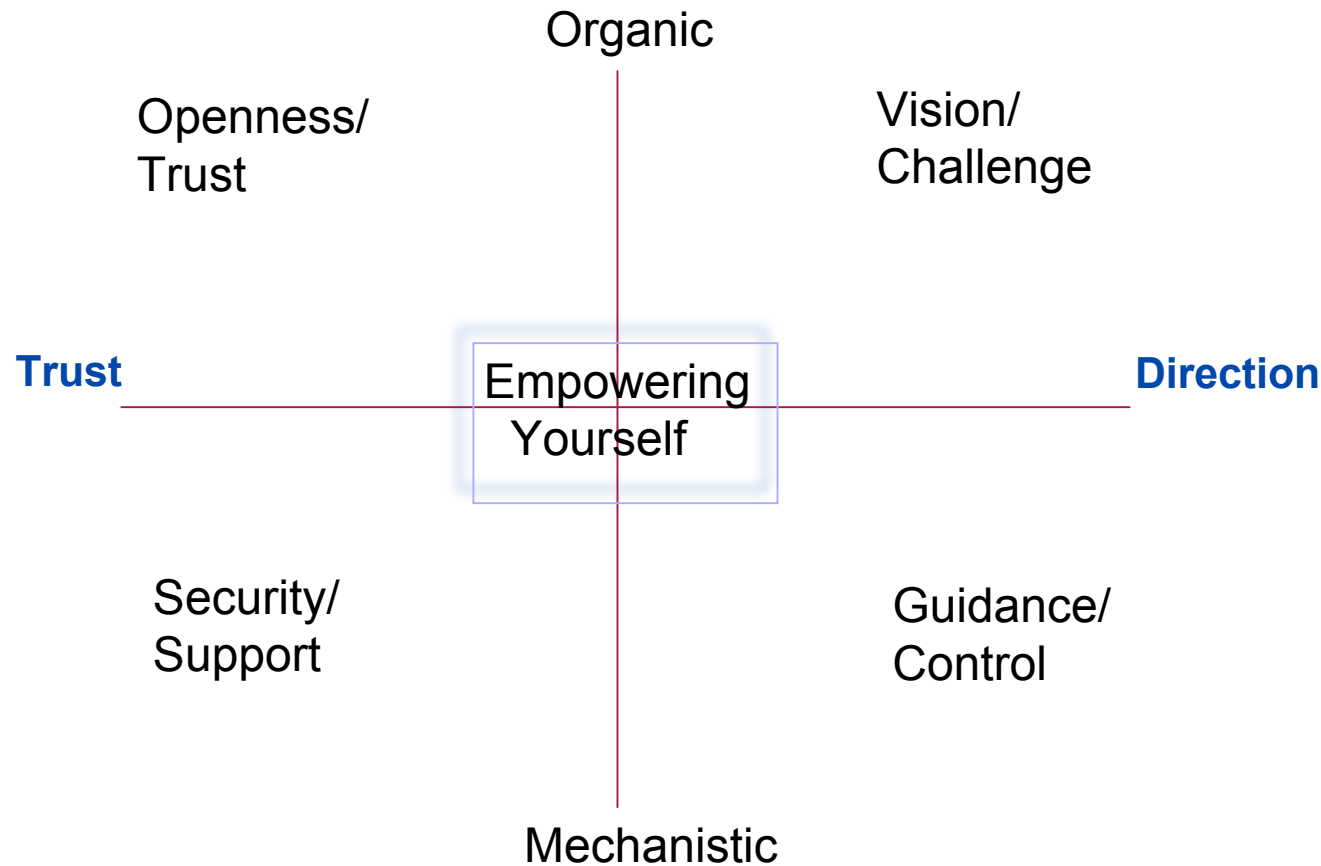 Organic
Openness/
Trust
Vision/
Challenge
Trust
Empowering
Yourself
Direction
Security/
Support
Guidance/
Control
Mechanistic